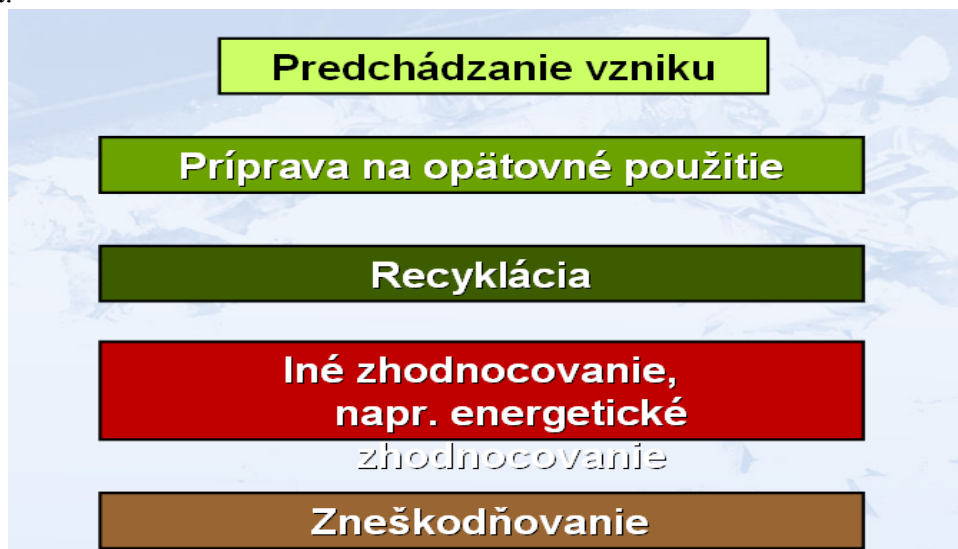 Predchádzanie vzniku
Príprava na opätovné použitie
Recyklácia
Iné zhodnocovanie,
napr. energetické
zhodnocovanie
Zneškodňovanie